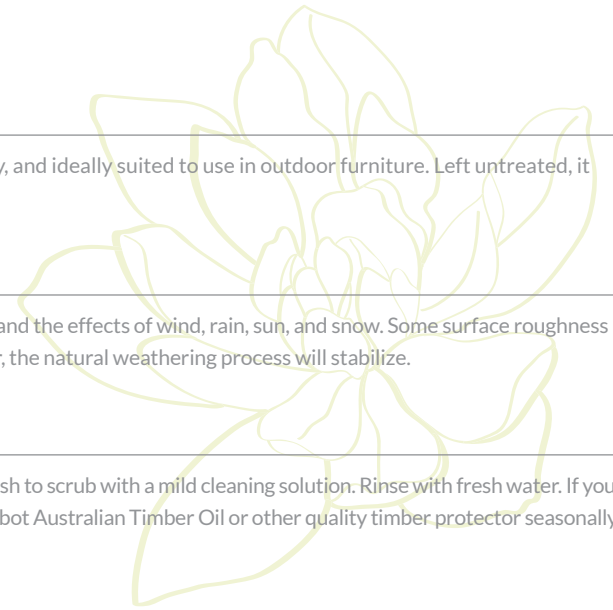 , and ideally suited to use in outdoor furniture. Left untreated, it
and the effects of wind, rain, sun, and snow. Some surface roughness
, the natural weathering process will stabilize.
sh to scrub with a mild cleaning solution. Rinse with fresh water. If you
bot Australian Timber Oil or other quality timber protector seasonally